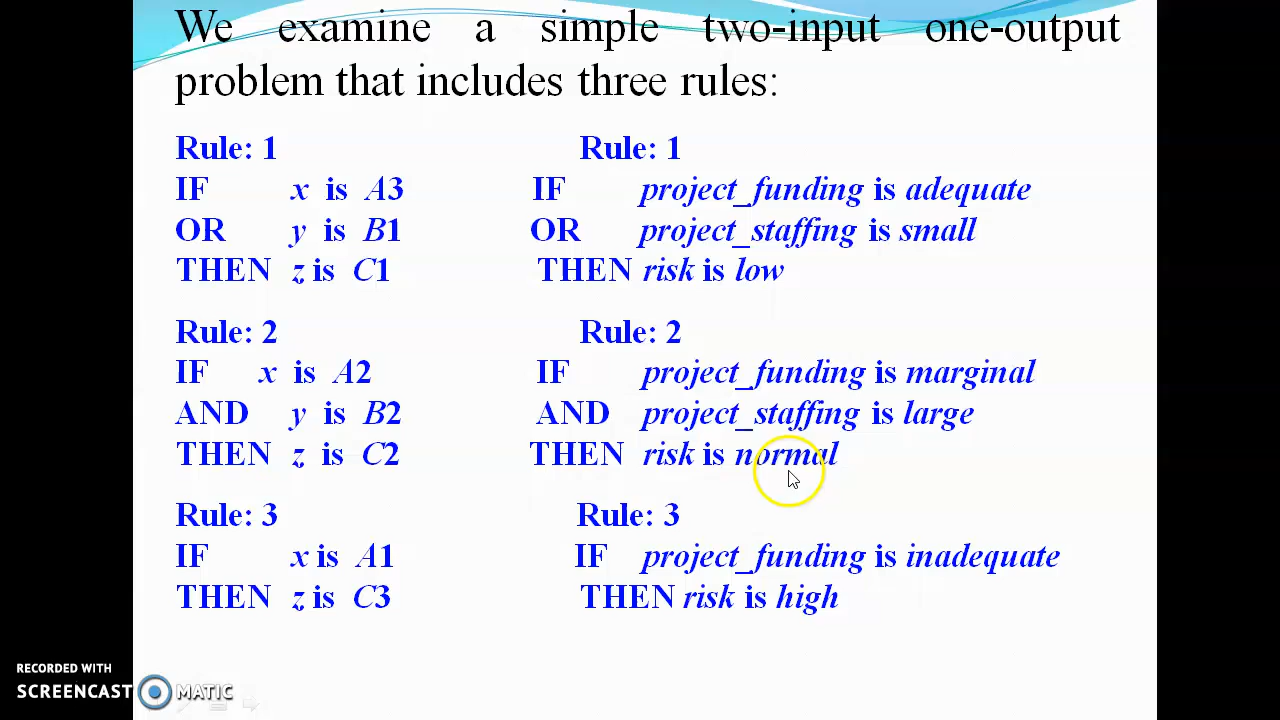 We examine a simple two-input one-output
problem that includes three rules:
Rule: 1
IF x is A3
OR y is B1
THEN z is C1
Rule: 1
IF project_funding is adequate
OR project_staffing is small
THEN risk is low
Rule: 2
IF x is A2
AND y is B2
THEN z is C2
Rule: 2
IF project_funding is marginal
AND project_staffing is large
THEN risk is normal
Rule: 3
IF x is A1
THEN z is C3
Rule: 3
IF project_funding is inadequate
THEN risk is high
RECORDED WITH
SCREENCAST MATIC